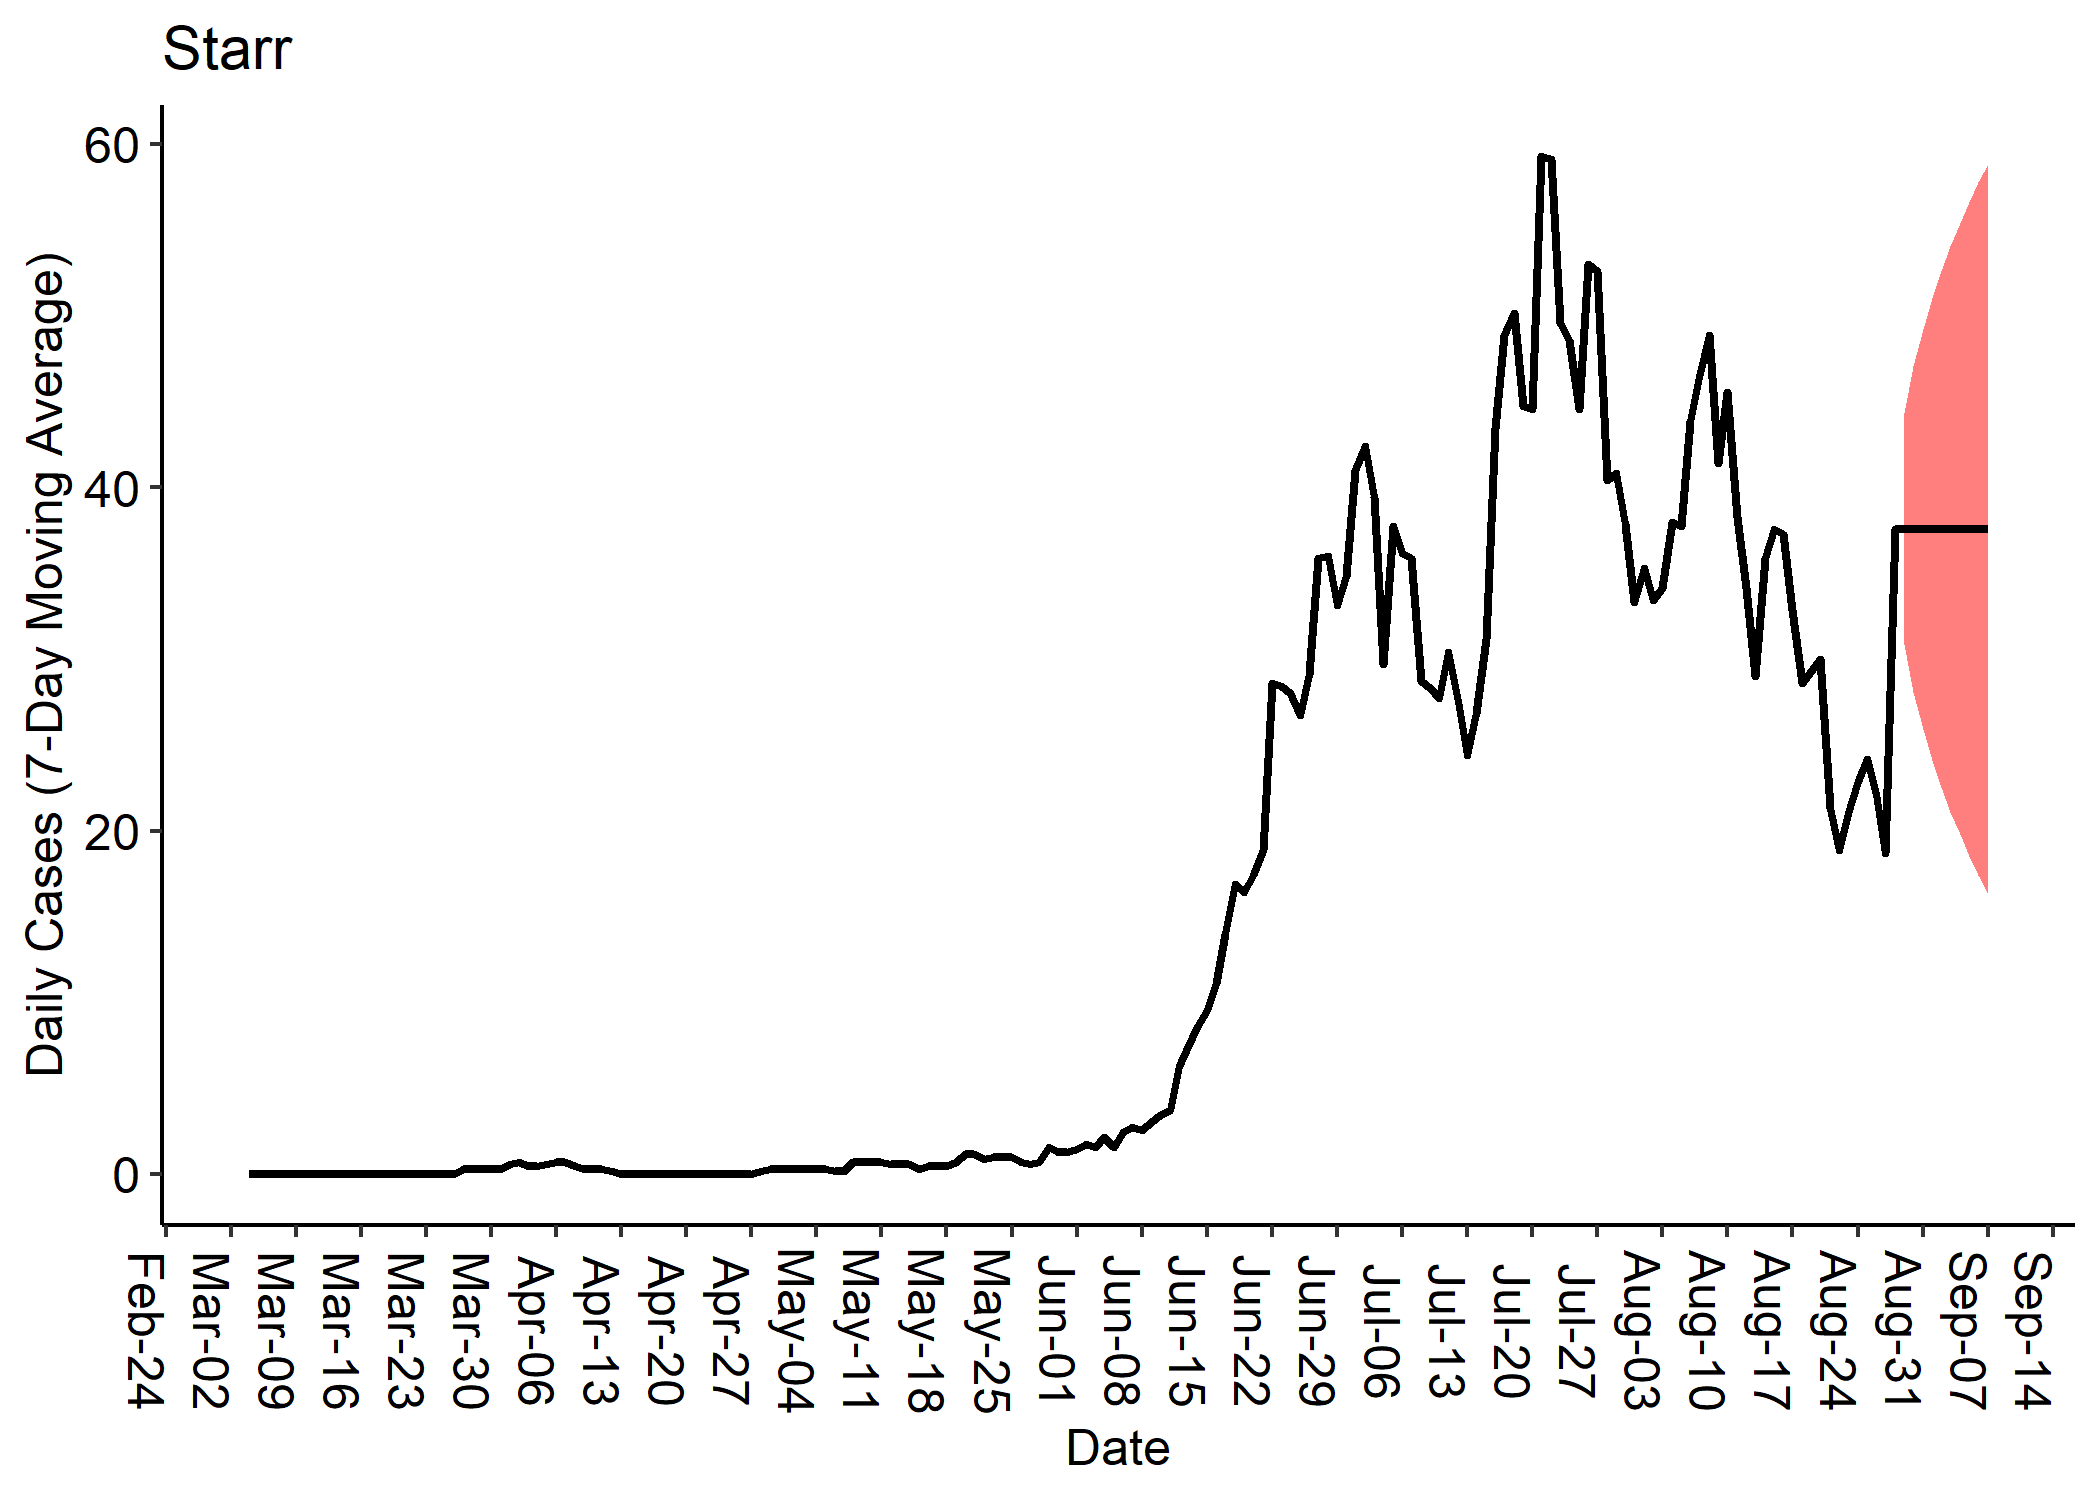 Starr
Daily Cases (7-Day Moving Average)
60
40
20
0
Feb-24
Mar-02
Mar-09
Mar-16
Mar-23
Mar-30
Apr-06
Apr-13
Apr-20
Apr-27
May-04
May-11
May-18
May-25
Jun-01
Jun-08
Jun-15
Jun-22
Jun-29
Jul-06
Jul-13
Jul-20
Jul-27
Aug-03
Aug-10
Aug-17
Aug-24
Aug-31
Sep-07
Sep-14
Date